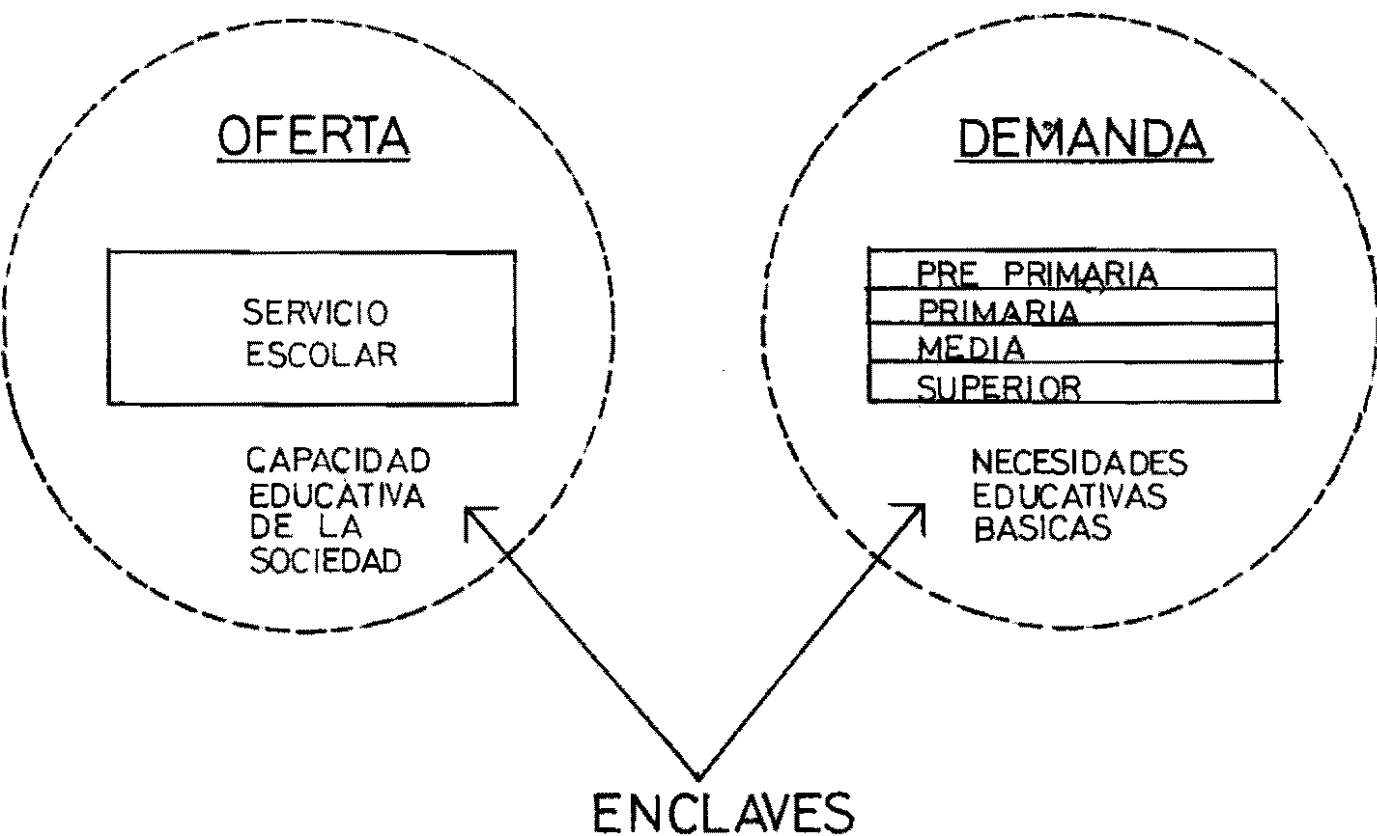 OFERTA
SERVICIO
ESCOLAR
CAPACIDAD
EDUCATIVA
DE LA
SOCIEDAD
DEMANDA
PRE PRIMARIA
PRIMARIA
MEDIA
SUPERIOR
NECESIDADES
EDUCATIVAS
BASICAS
ENCLAVES